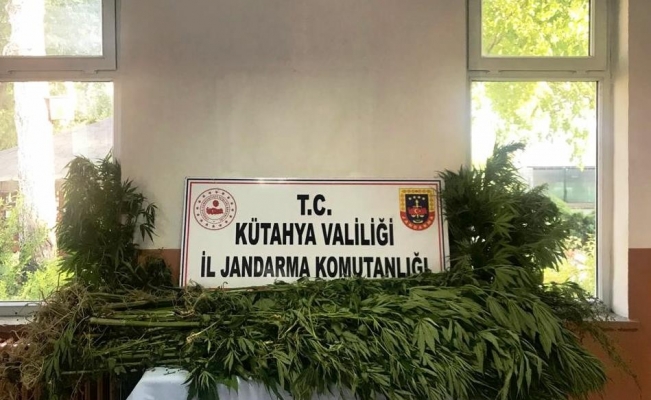 T.C.
KÜTAHYA VALİLİĞİ
İL JANDARMA KOMUTANLIĞI